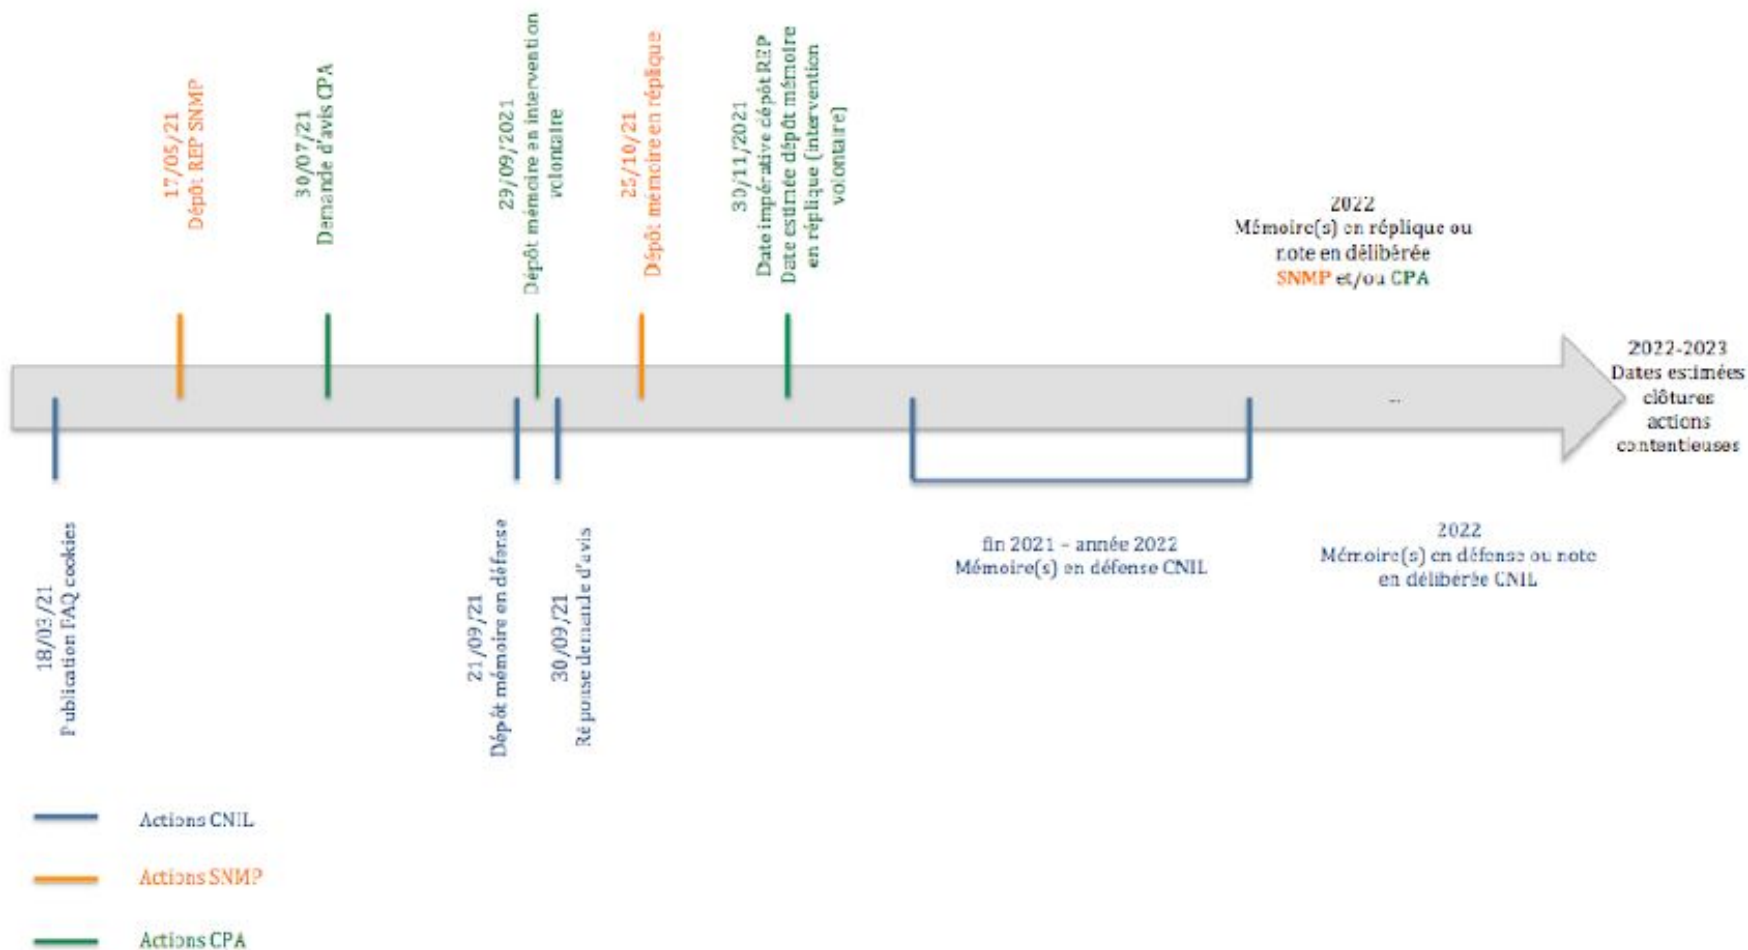 17/05/21
Dépôt REP SNMP
30/07/21
Demande d'avis CPA
29/09/2021
Dépôt mémoire en intervention
volontaire
25/10/21
Dépôt mémoire en réplique
30/11/2021
Date impérative dépôt REP
Date estimée dépôt mémoire
en réplique (intervention
volontaire)
2022
Mémoire(s) en réplique ou
note en délibérée
SNMP et/ou CPA
2022-2023
Dates estimées
clôtures
actions
contentieuses
...
18/03/21
Publication FAQ cookies
21/09/21
Dépôt mémoire en défense
30/09/21
Réponse demande d'avis
fin 2021 – année 2022
Mémoire(s) en défense CNIL
2022
Mémoire(s) en défense ou note
en délibérée CNIL
Actions CNIL
Actions SNMP
Actions CPA